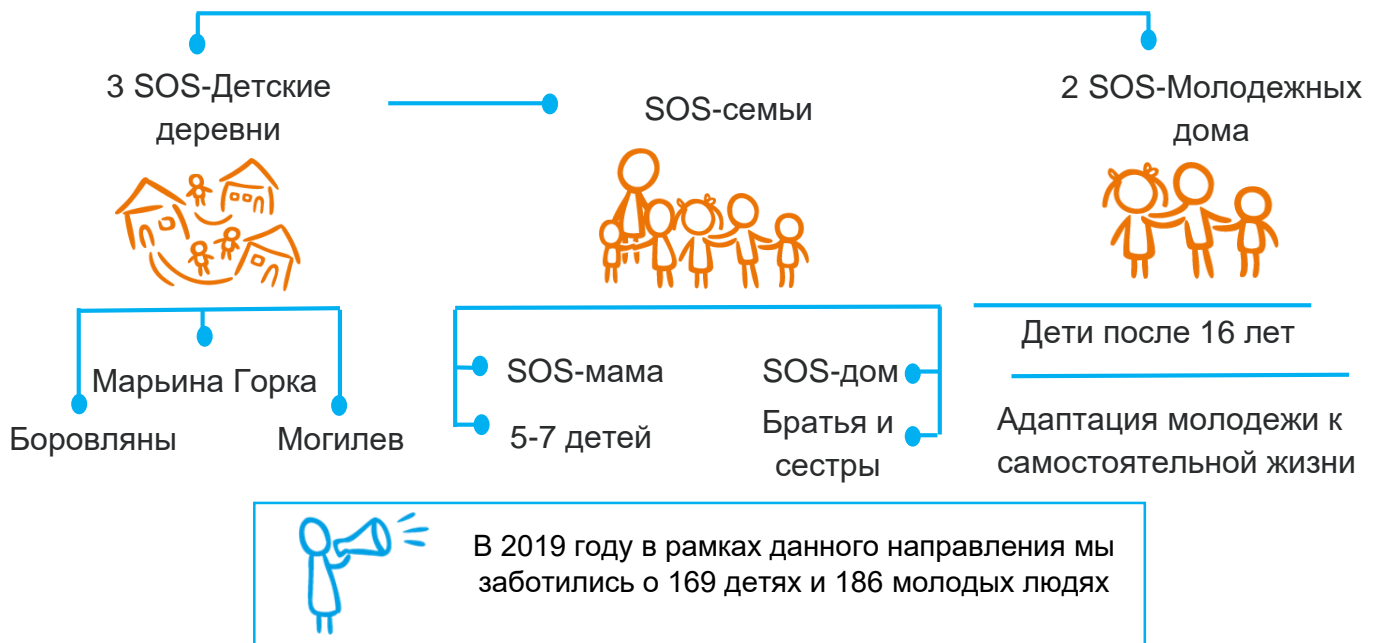 3 SOS-Детские
деревни
SOS-семьи
2 SOS-Молодежных
дома
Марьина Горка
Боровляны
Могилев
SOS-мама
5-7 детей
SOS-дом
Братья и
сестры
Дети после 16 лет
Адаптация молодежи к
самостоятельной жизни
В 2019 году в рамках данного направления мы
заботились о 169 детях и 186 молодых людях